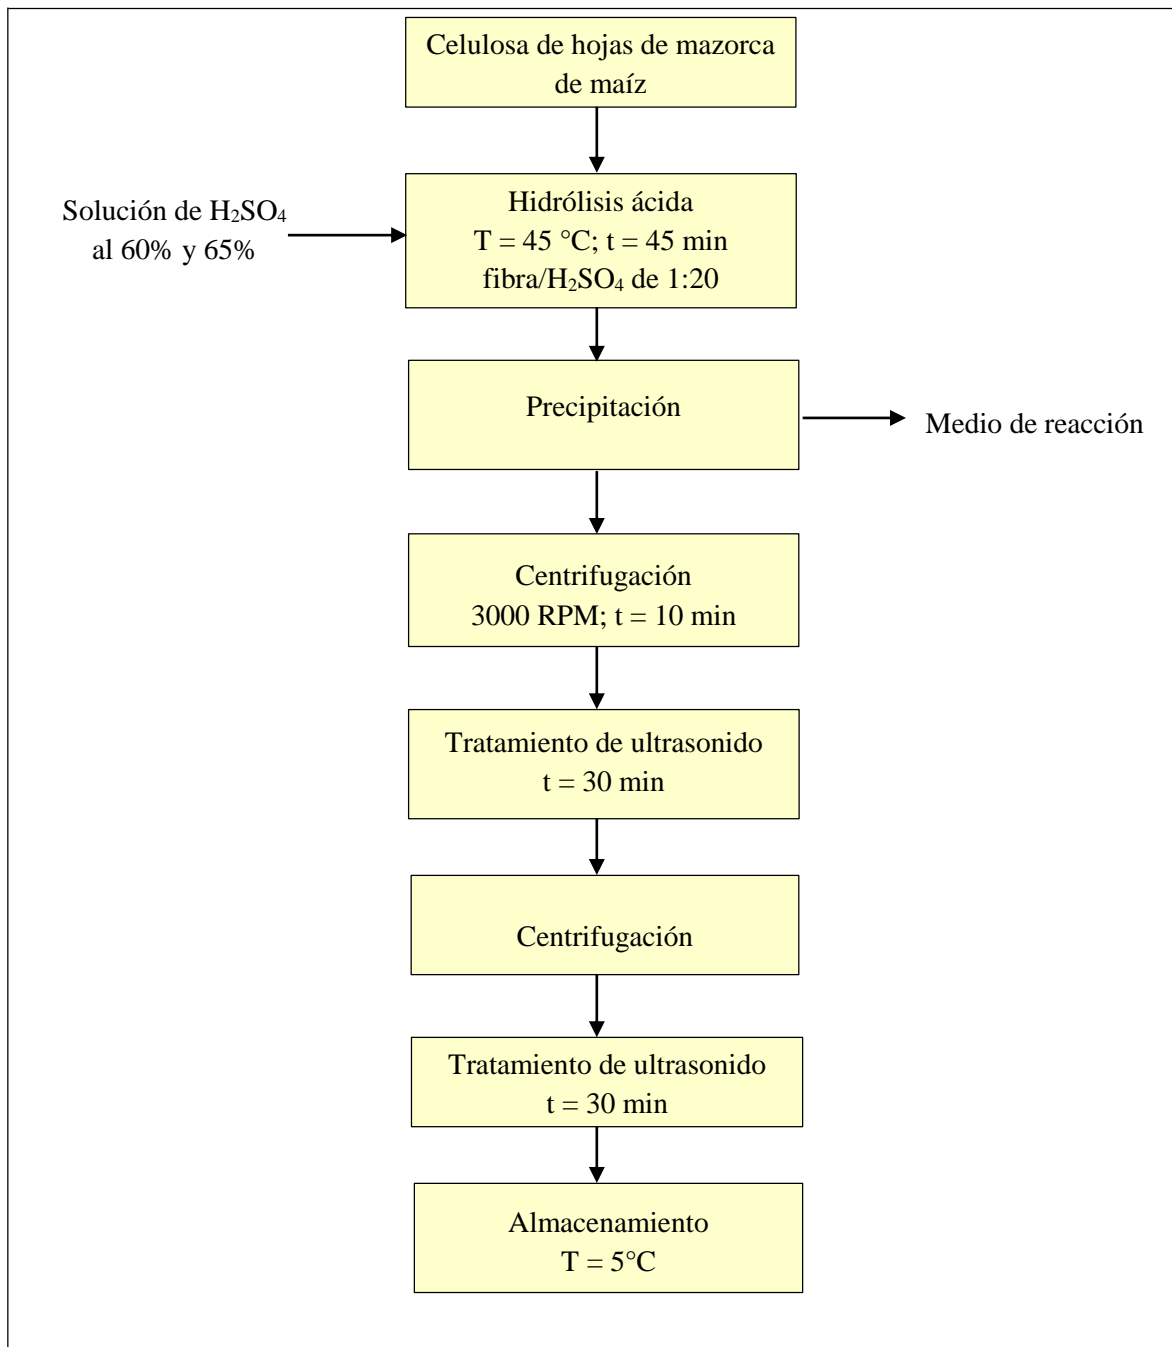 Celulosa de hojas de mazorca
de maíz
Solución de H₂SO₄
al 60% y 65%
Hidrólisis ácida
T = 45 °C; t = 45 min
fibra/H₂SO₄ de 1:20
Precipitación
Medio de reacción
Centrifugación
3000 RPM; t = 10 min
Tratamiento de ultrasonido
t = 30 min
Centrifugación
Tratamiento de ultrasonido
t = 30 min
Almacenamiento
T = 5°C